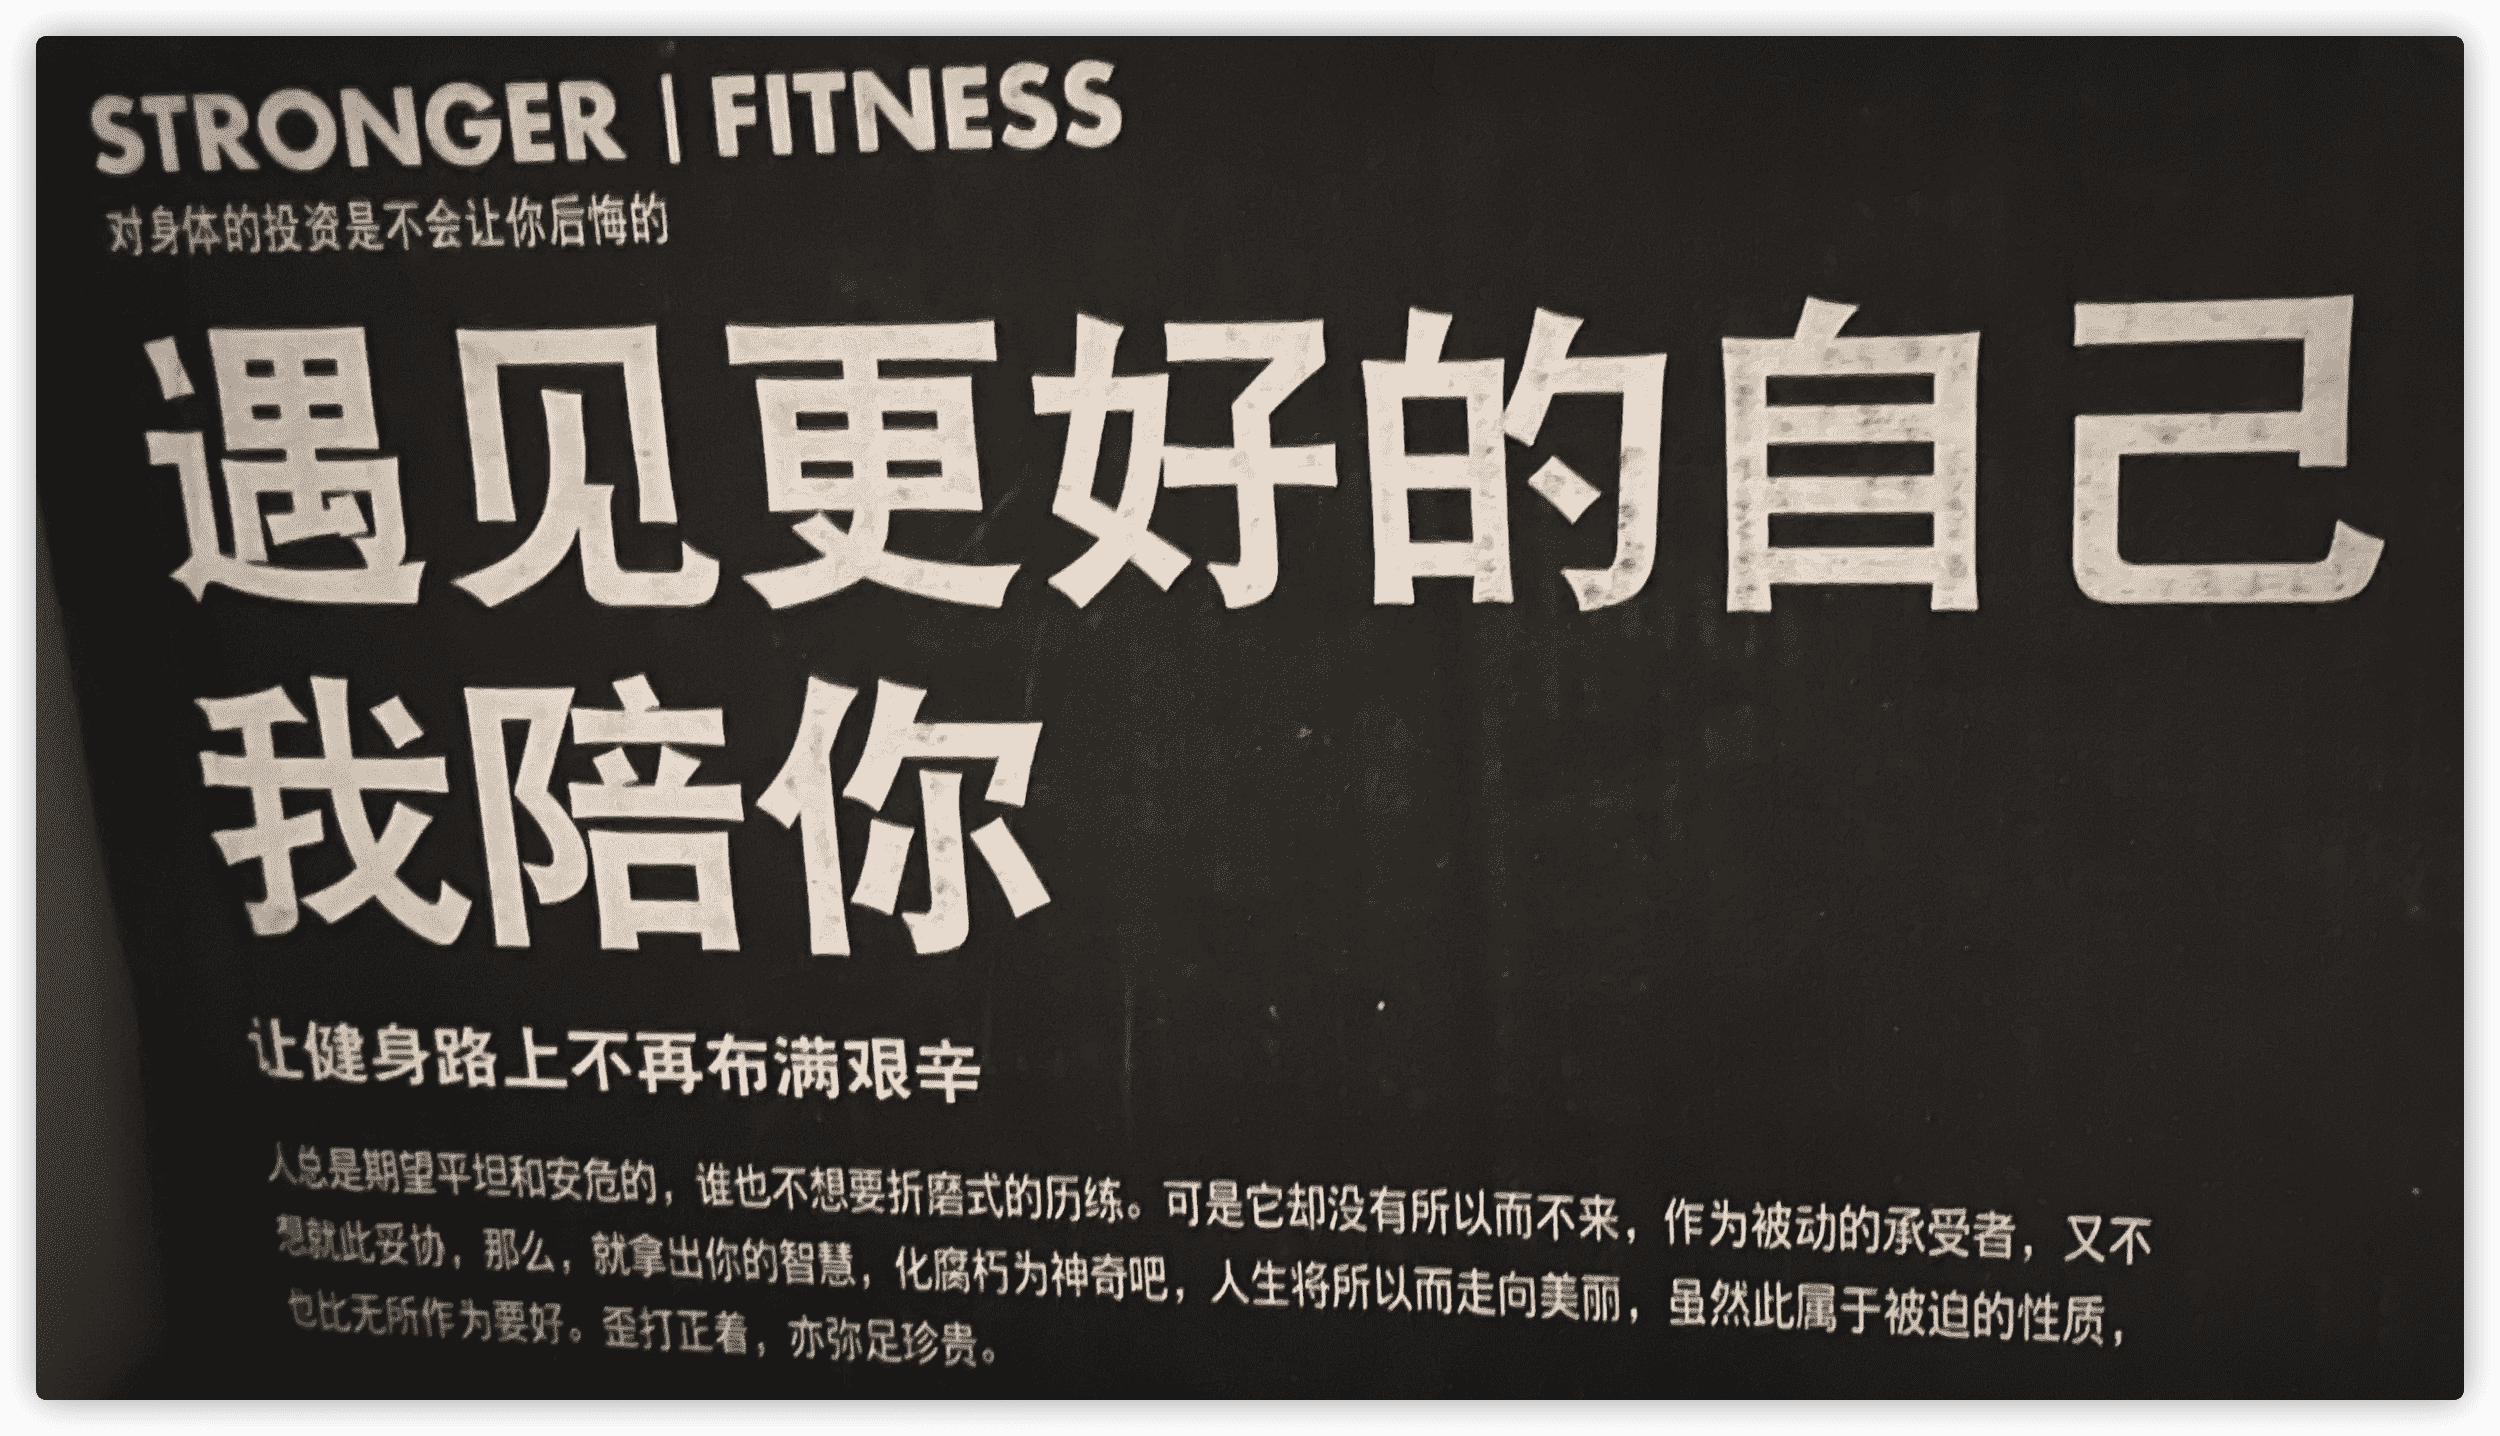 STRONGER | FITNESS
对身体的投资是不会让你后悔的
遇见更好的自己
我陪你
让健身路上不再布满艰辛
人总是期望平坦和安危的，谁也不想要折磨式的历练。可是它却没有所以而不来，作为被动的承受者，又不
想就此妥协，那么，就拿出你的智慧，化腐朽为神奇吧，人生将所以而走向美丽，虽然此属于被迫的性质，
也比无所作为要好。歪打正着，亦弥足珍贵。